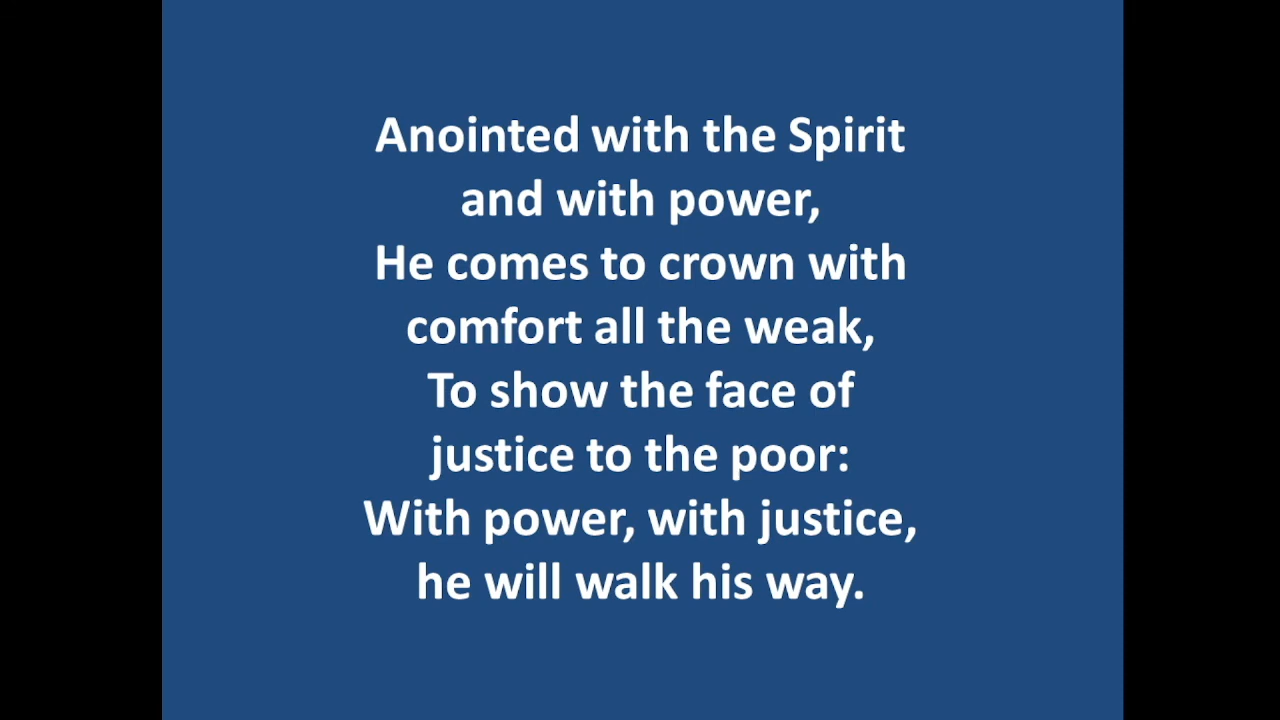 Anointed with the Spirit
and with power,
He comes to crown with
comfort all the weak,
To show the face of
justice to the poor:
With power, with justice,
he will walk his way.